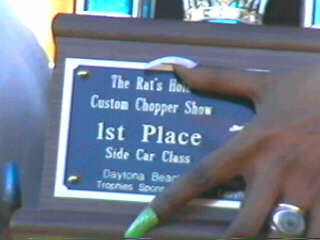 The Rat's Hole
Custom Chopper Show
1st Place
Side Car Class
Daytona Beach
Trophies